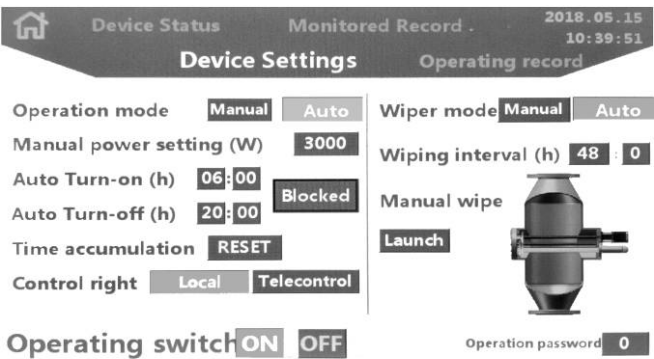 Device Status Monitored Record . 2018.05.15
10:39:51
Device Settings Operating record
Operation mode Manual Auto
Manual power setting (W) 3000
Auto Turn-on (h) 06:00
Blocked
Auto Turn-off (h) 20:00
Time accumulation RESET
Control right Local Telecontrol
Wiper mode Manual Auto
Wiping interval (h) 48 : 0
Manual wipe
Launch
Operating switch ON OFF
Operation password 0